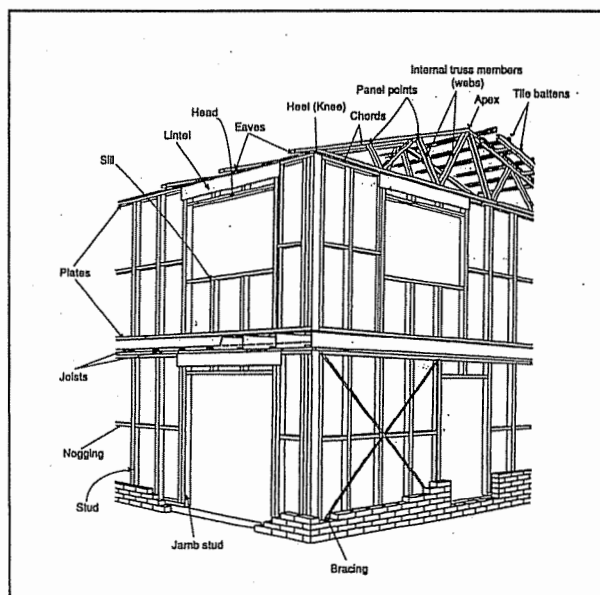 Internal truss members
(webs)
Panel points
Apex
Tile battens
Heel (Knee)
Chords
Head
Eaves
Lintel
Sill
Plates
Joists
Nogging
Stud
Jamb stud
Bracing